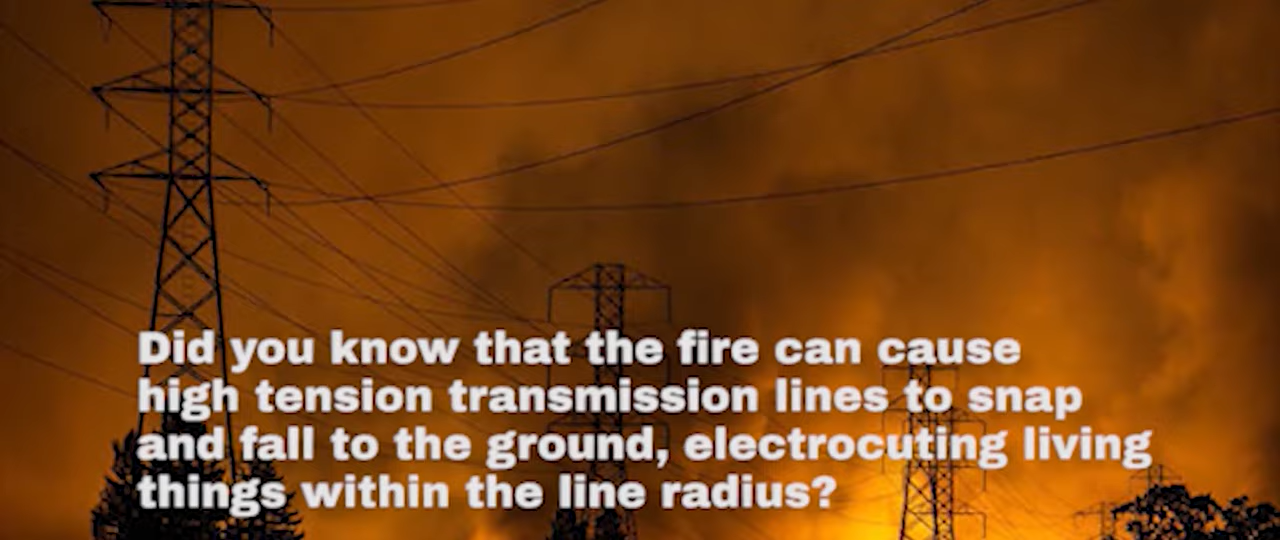 Did you know that the fire can cause
high tension transmission lines to snap
and fall to the ground, electrocuting living
things within the line radius?